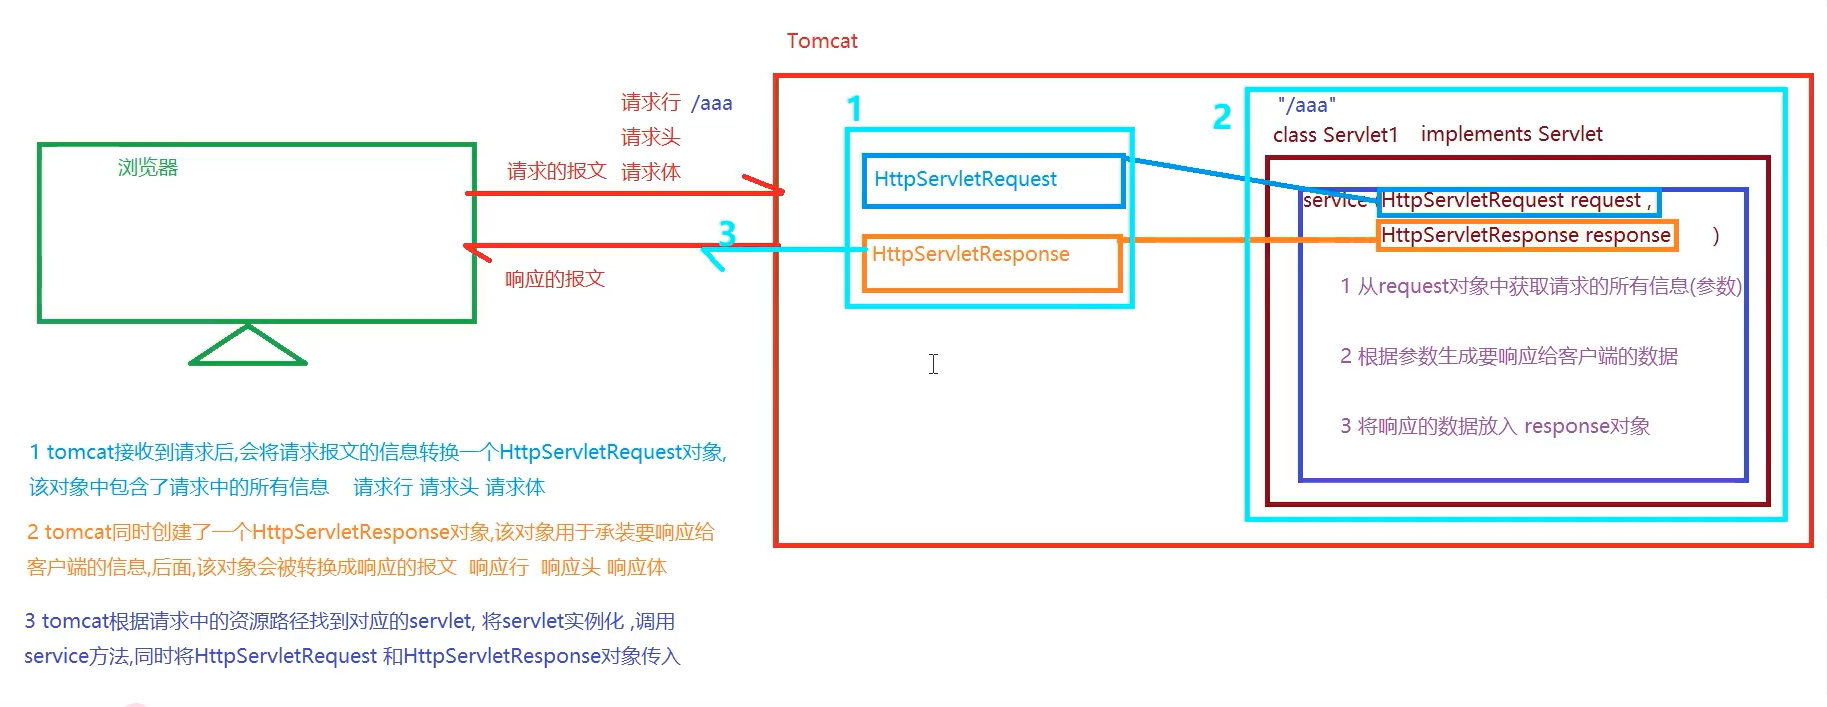 Tomcat
请求行 /aaa
请求头
请求的报文 请求体
浏览器
响应的报文
1
2
3
HttpServletRequest
HttpServletResponse
"/aaa"
class Servlet1 implements Servlet
service ( HttpServletRequest request ,
HttpServletResponse response )
1 从request对象中获取请求的所有信息(参数)
2 根据参数生成要响应给客户端的数据
3 将响应的数据放入 response对象
1 tomcat接收到请求后,会将请求报文的信息转换一个HttpServletRequest对象,
该对象中包含了请求中的所有信息 请求行 请求头 请求体
2 tomcat同时创建了一个HttpServletResponse对象,该对象用于承装要响应给
客户端的信息,后面,该对象会被转换成响应的报文 响应行 响应头 响应体
3 tomcat根据请求中的资源路径找到对应的servlet, 将servlet实例化 ,调用
service方法,同时将HttpServletRequest 和HttpServletResponse对象传入